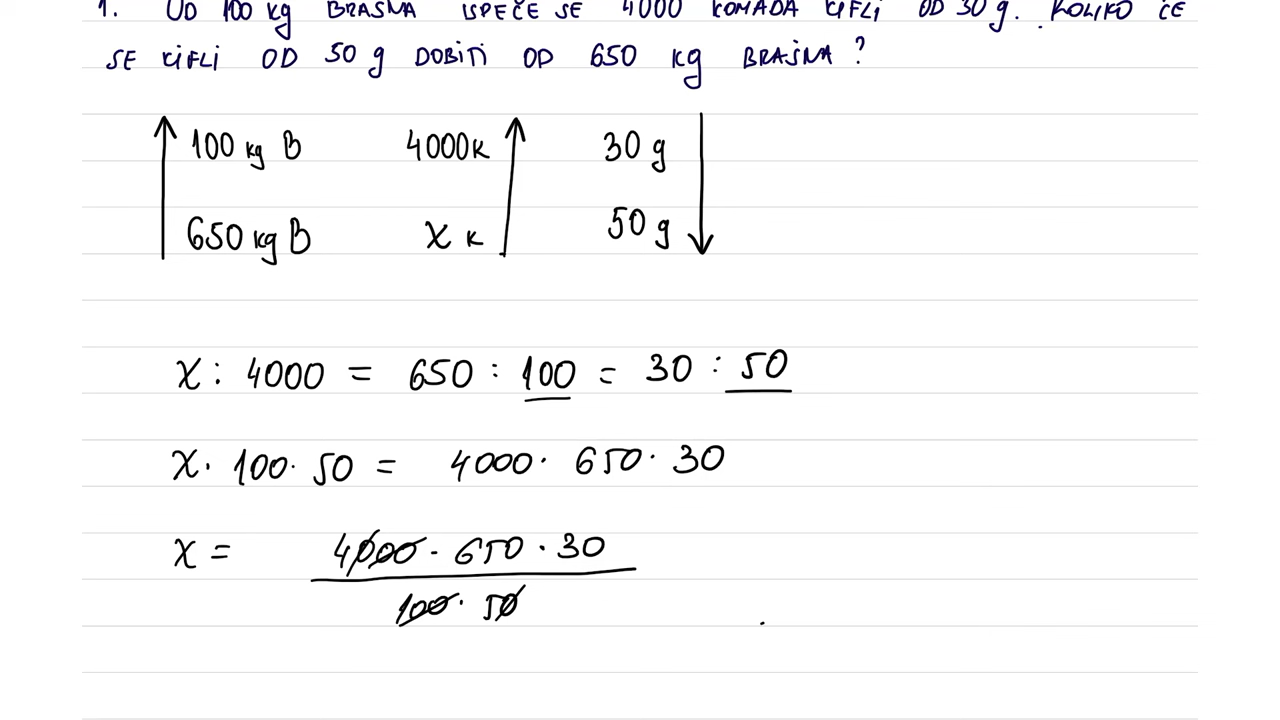 1. OD 100 kg BRAŠNA ISPEČE SE 4000 KOMADA KIFLI OD 30 g. KOLIKO ĆE
SE KIFLI OD 50 g DOBITI OD 650 kg BRAŠNA?
100 kg B 4000 K 30 g
650 kg B X K 50 g
X : 4000 = 650 : 100 = 30 : 50
X · 100 · 50 = 4000 · 650 · 30
X = 4000 · 650 · 30
100 · 50